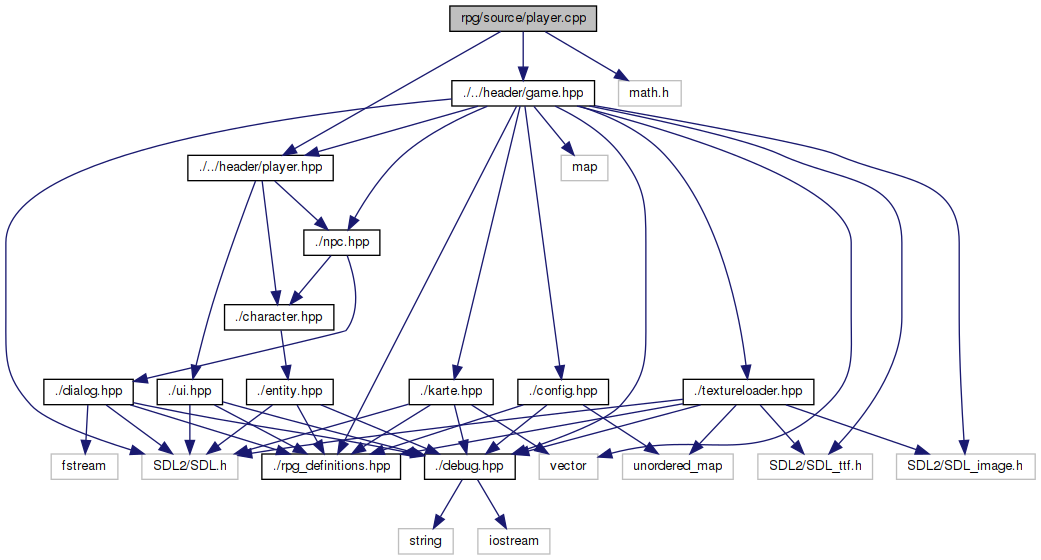 rpg/source/player.cpp
./../header/game.hpp
math.h
./../header/player.hpp
map
./npc.hpp
./character.hpp
./dialog.hpp
./ui.hpp
./entity.hpp
./karte.hpp
./config.hpp
./textureloader.hpp
fstream
SDL2/SDL.h
./rpg_definitions.hpp
./debug.hpp
vector
unordered_map
SDL2/SDL_ttf.h
SDL2/SDL_image.h
string
iostream